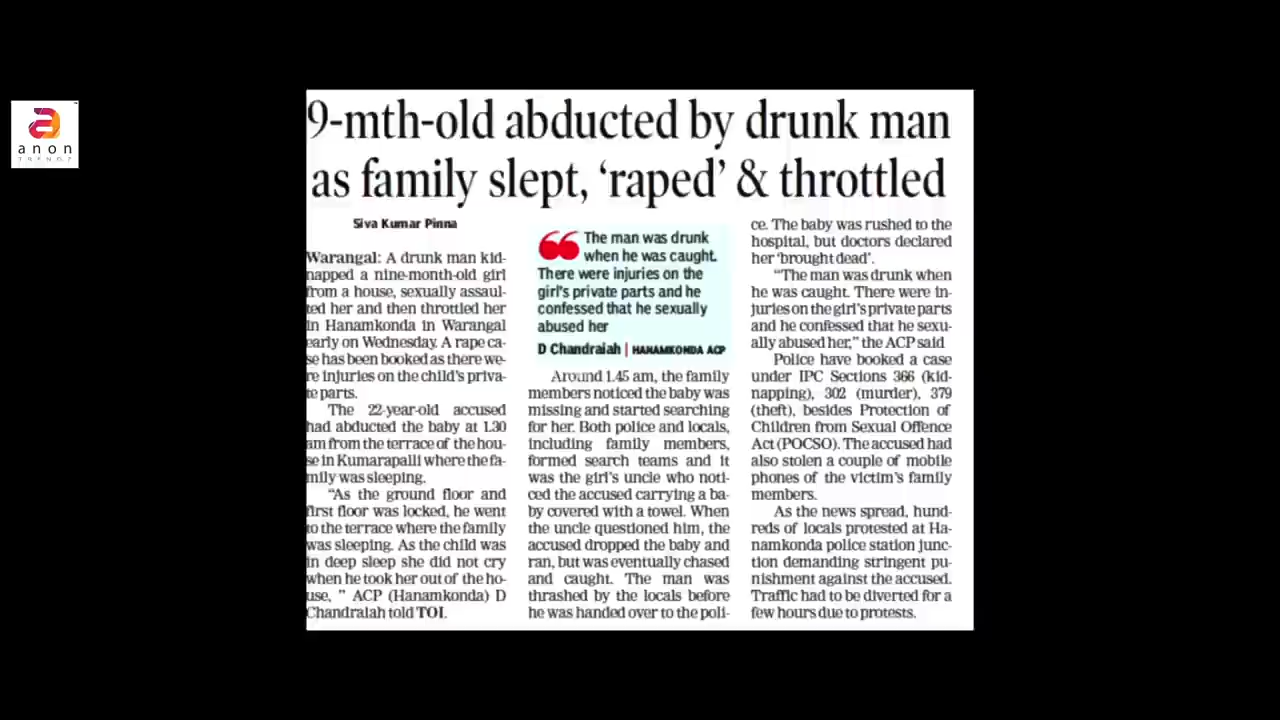 a
anon
TRENDZ
9-mth-old abducted by drunk man
as family slept, ‘raped’ & throttled
Siva Kumar Pinna
Warangal: A drunk man kid-
napped a nine-month-old girl
from a house, sexually assaul-
ted her and then throttled her
in Hanamkonda in Warangal
early on Wednesday. A rape ca-
se has been booked as there we-
re injuries on the child's priva-
te parts.
The 22-year-old accused
had abducted the baby at 1.30
am from the terrace of the hou-
se in Kumarapalli where the fa-
mily was sleeping.
“As the ground floor and
first floor was locked, he went
to the terrace where the family
was sleeping. As the child was
in deep sleep she did not cry
when he took her out of the ho-
use, ” ACP (Hanamkonda) D
Chandraiah told TOI.
The man was drunk
when he was caught.
There were injuries on the
girl's private parts and he
confessed that he sexually
abused her
D Chandraiah | HANAMKONDA ACP
Around 1.45 am, the family
members noticed the baby was
missing and started searching
for her. Both police and locals,
including family members,
formed search teams and it
was the girl's uncle who noti-
ced the accused carrying a ba-
by covered with a towel. When
the uncle questioned him, the
accused dropped the baby and
ran, but was eventually chased
and caught. The man was
thrashed by the locals before
he was handed over to the poli-
ce. The baby was rushed to the
hospital, but doctors declared
her ‘brought dead’.
“The man was drunk when
he was caught. There were in-
juries on the girl's private parts
and he confessed that he sexu-
ally abused her,” the ACP said
Police have booked a case
under IPC Sections 366 (kid-
napping), 302 (murder), 379
(theft), besides Protection of
Children from Sexual Offence
Act (POCSO). The accused had
also stolen a couple of mobile
phones of the victim's family
members.
As the news spread, hund-
reds of locals protested at Ha-
namkonda police station junc-
tion demanding stringent pu-
nishment against the accused.
Traffic had to be diverted for a
few hours due to protests.